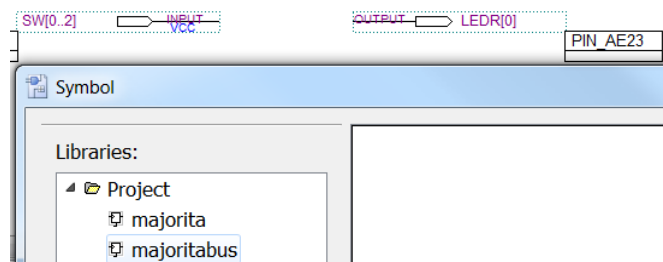 SW[0..2] INPUT OUTPUT LEDR[0]
VCC
PIN_AE23
Symbol
Libraries:
Project
majorita
majoritabus